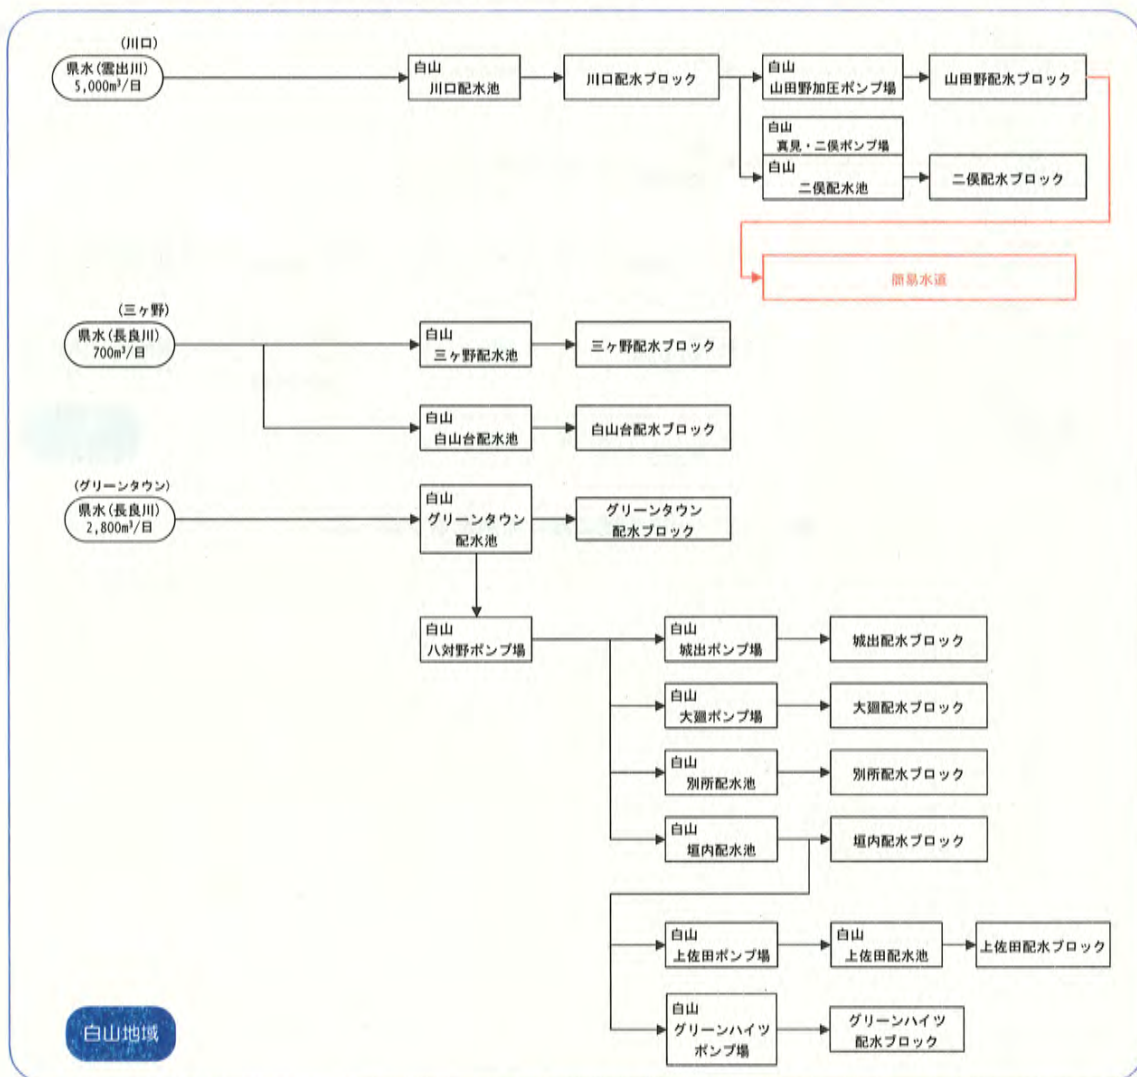 (川口)
県水(雲出川)
5,000m³/日
白山
川口配水池
川口配水ブロック
白山
山田野加圧ポンプ場
山田野配水ブロック
白山
真見・二俣ポンプ場
白山
二俣配水池
二俣配水ブロック
簡易水道
(三ヶ野)
県水(長良川)
700m³/日
白山
三ヶ野配水池
三ヶ野配水ブロック
白山
白山台配水池
白山台配水ブロック
(グリーンタウン)
県水(長良川)
2,800m³/日
白山
グリーンタウン
配水池
グリーンタウン
配水ブロック
白山
八対野ポンプ場
白山
城出ポンプ場
城出配水ブロック
白山
大廻ポンプ場
大廻配水ブロック
白山
別所配水池
別所配水ブロック
白山
垣内配水池
垣内配水ブロック
白山
上佐田ポンプ場
白山
上佐田配水池
上佐田配水ブロック
白山
グリーンハイツ
ポンプ場
グリーンハイツ
配水ブロック
白山地域